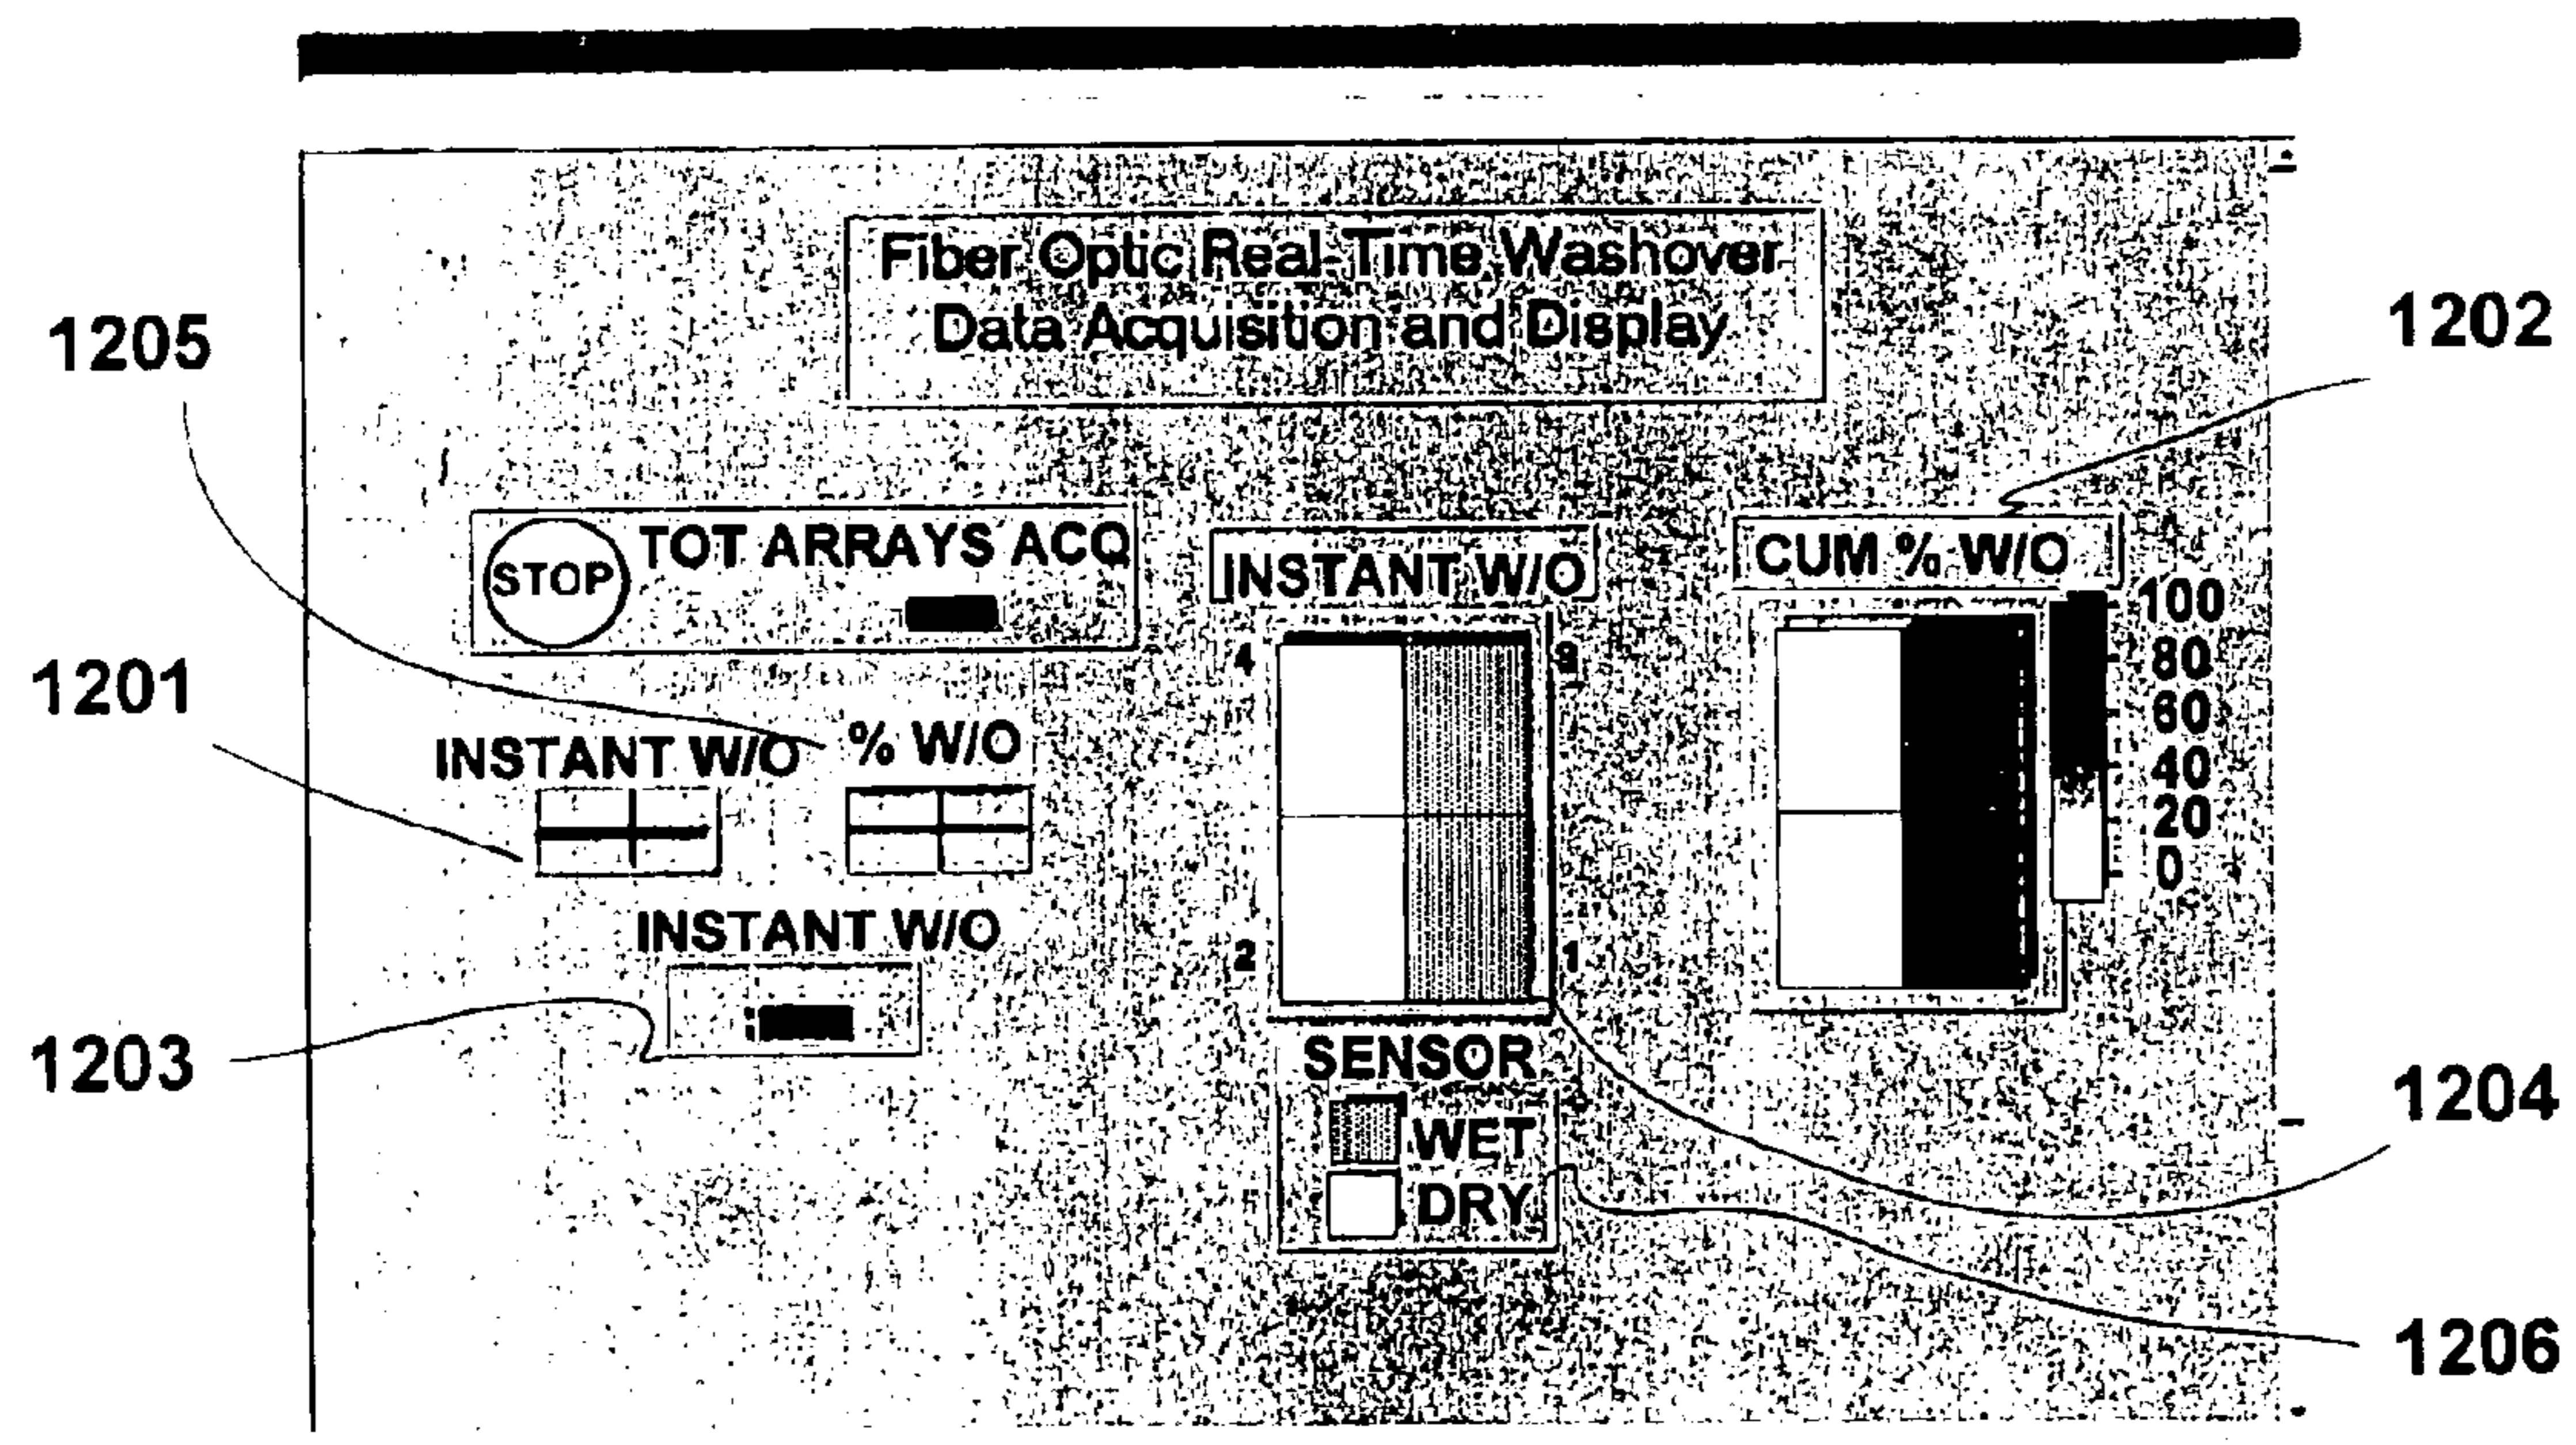 Fiber Optic Real-Time Washover
Data Acquisition and Display
1205
1202
STOP
TOT ARRAYS ACQ
INSTANT W/O
CUM % W/O
100
80
60
40
20
0
4
1201
INSTANT W/O
% W/O
INSTANT W/O
2
1
1203
SENSOR
WET
DRY
1204
1206